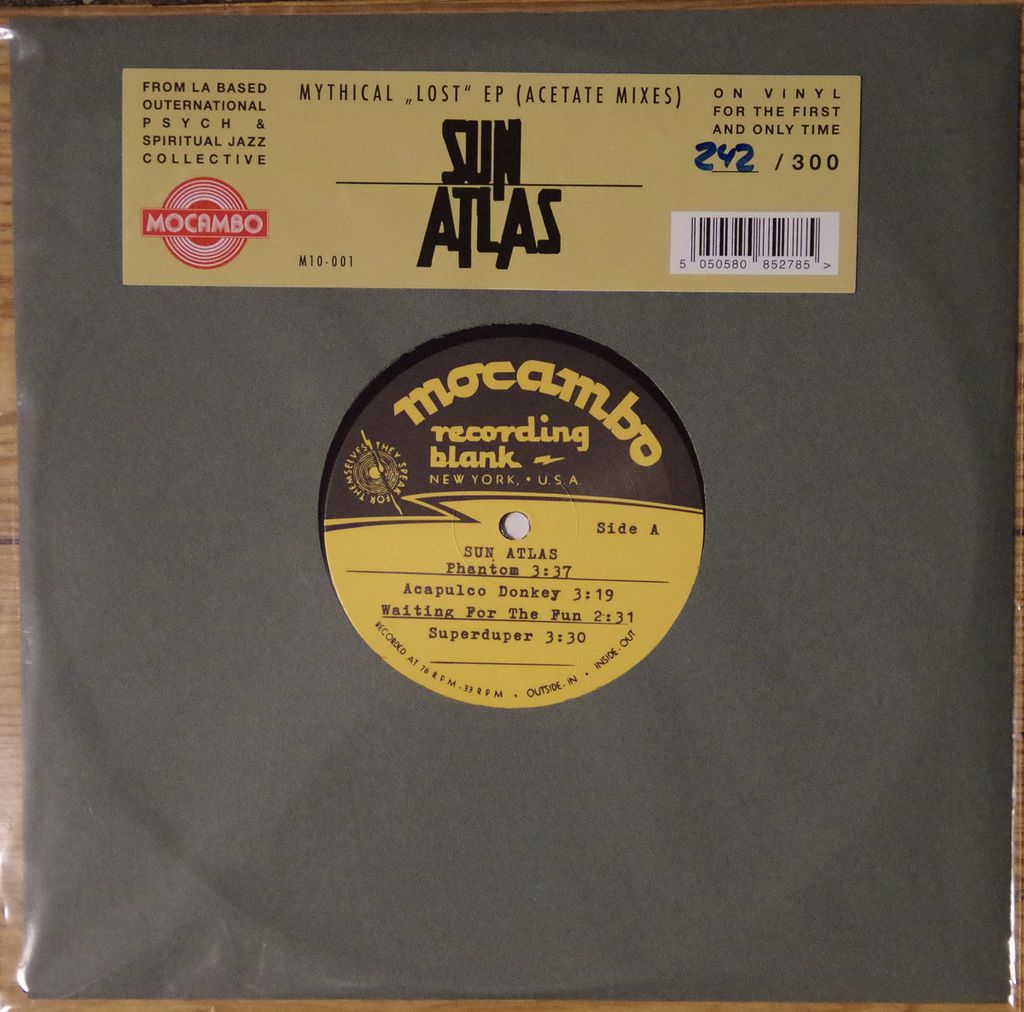 FROM LA BASED
OUTERNATIONAL
PSYCH &
SPIRITUAL JAZZ
COLLECTIVE
MOCAMBO
MYTHICAL „LOST“ EP (ACETATE MIXES)
SUN
ATLAS
M10-001
ON VINYL
FOR THE FIRST
AND ONLY TIME
242 / 300
5 050580 852785 >
mocambo
recording
blank
NEW YORK, • U.S.A.
THEY SPEAK FOR THEMSELVES
Side A
SUN ATLAS
Phantom 3:37
Acapulco Donkey 3:19
Waiting For The Fun 2:31
Superduper 3:30
RECORDED AT 78 RPM - 33 RPM • OUTSIDE-IN • INSIDE-OUT